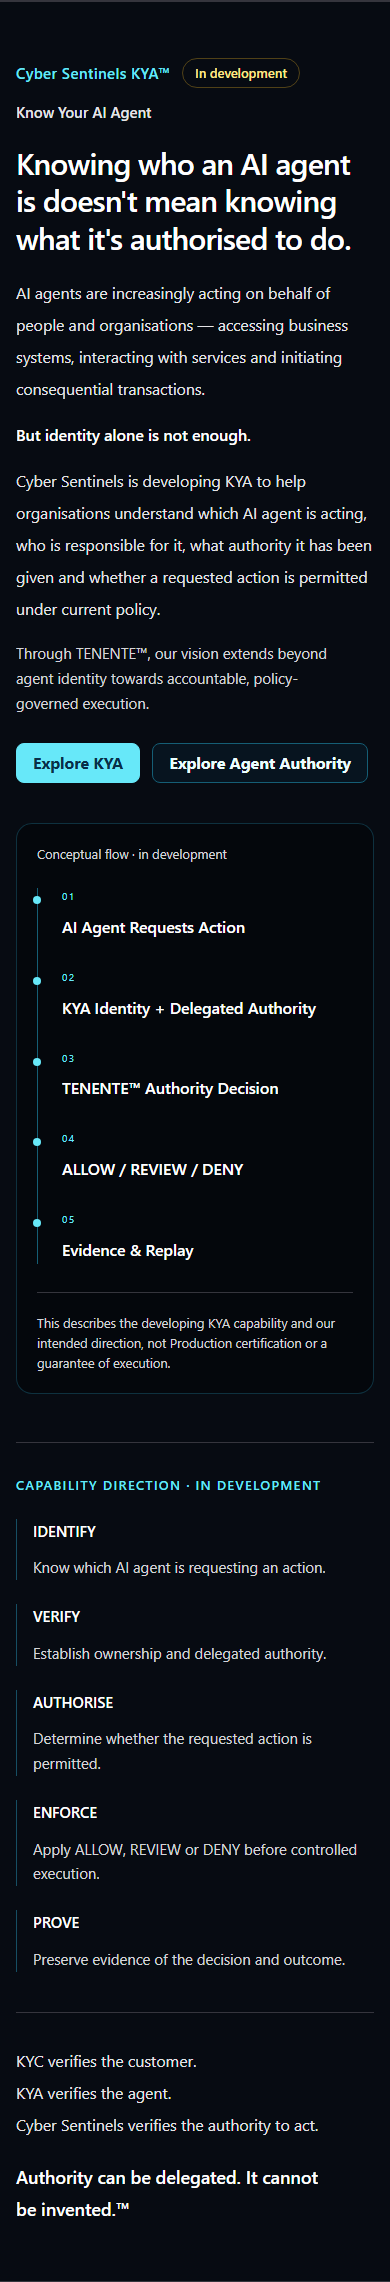 Cyber Sentinels KYA™
In development
Know Your AI Agent
Knowing who an AI agent
is doesn't mean knowing
what it's authorised to do.
AI agents are increasingly acting on behalf of
people and organisations — accessing business
systems, interacting with services and initiating
consequential transactions.
But identity alone is not enough.
Cyber Sentinels is developing KYA to help
organisations understand which AI agent is acting,
who is responsible for it, what authority it has been
given and whether a requested action is permitted
under current policy.
Through TENENTE™, our vision extends beyond
agent identity towards accountable, policy-
governed execution.
Explore KYA
Explore Agent Authority
Conceptual flow · in development
01
AI Agent Requests Action
02
KYA Identity + Delegated Authority
03
TENENTE™ Authority Decision
04
ALLOW / REVIEW / DENY
05
Evidence & Replay
This describes the developing KYA capability and our
intended direction, not Production certification or a
guarantee of execution.
CAPABILITY DIRECTION · IN DEVELOPMENT
IDENTIFY
Know which AI agent is requesting an action.
VERIFY
Establish ownership and delegated authority.
AUTHORISE
Determine whether the requested action is
permitted.
ENFORCE
Apply ALLOW, REVIEW or DENY before controlled
execution.
PROVE
Preserve evidence of the decision and outcome.
KYC verifies the customer.
KYA verifies the agent.
Cyber Sentinels verifies the authority to act.
Authority can be delegated. It cannot
be invented.™